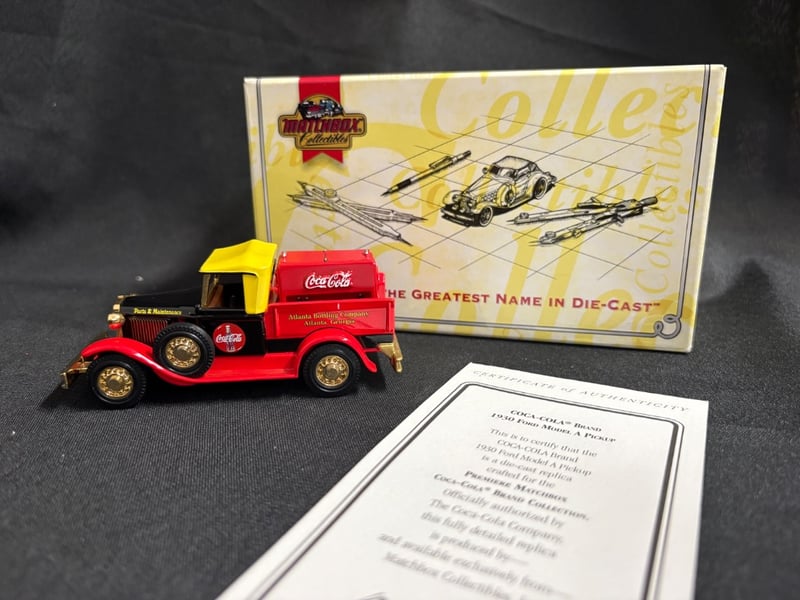 MATCHBOX
Collectibles
Collec
Collectibles
Collectibles
THE GREATEST NAME IN DIE-CAST™
Coca-Cola
Parts & Maintenance
Atlanta Bottling Company
Atlanta, Georgia
Coca-Cola
CERTIFICATE of AUTHENTICITY
COCA-COLA® BRAND
1930 FORD MODEL A PICKUP
This is to certify that the
COCA-COLA Brand
1930 Ford Model A Pickup
is a die-cast replica
crafted for the
PREMIERE MATCHBOX
COCA-COLA® BRAND COLLECTION.
Officially authorized by
The Coca-Cola Company,
this fully detailed replica
is produced by—
and available exclusively from—
Matchbox Collectibles,